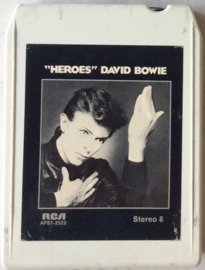 "HEROES" DAVID BOWIE
RCA
APS1-2522
Stereo 8